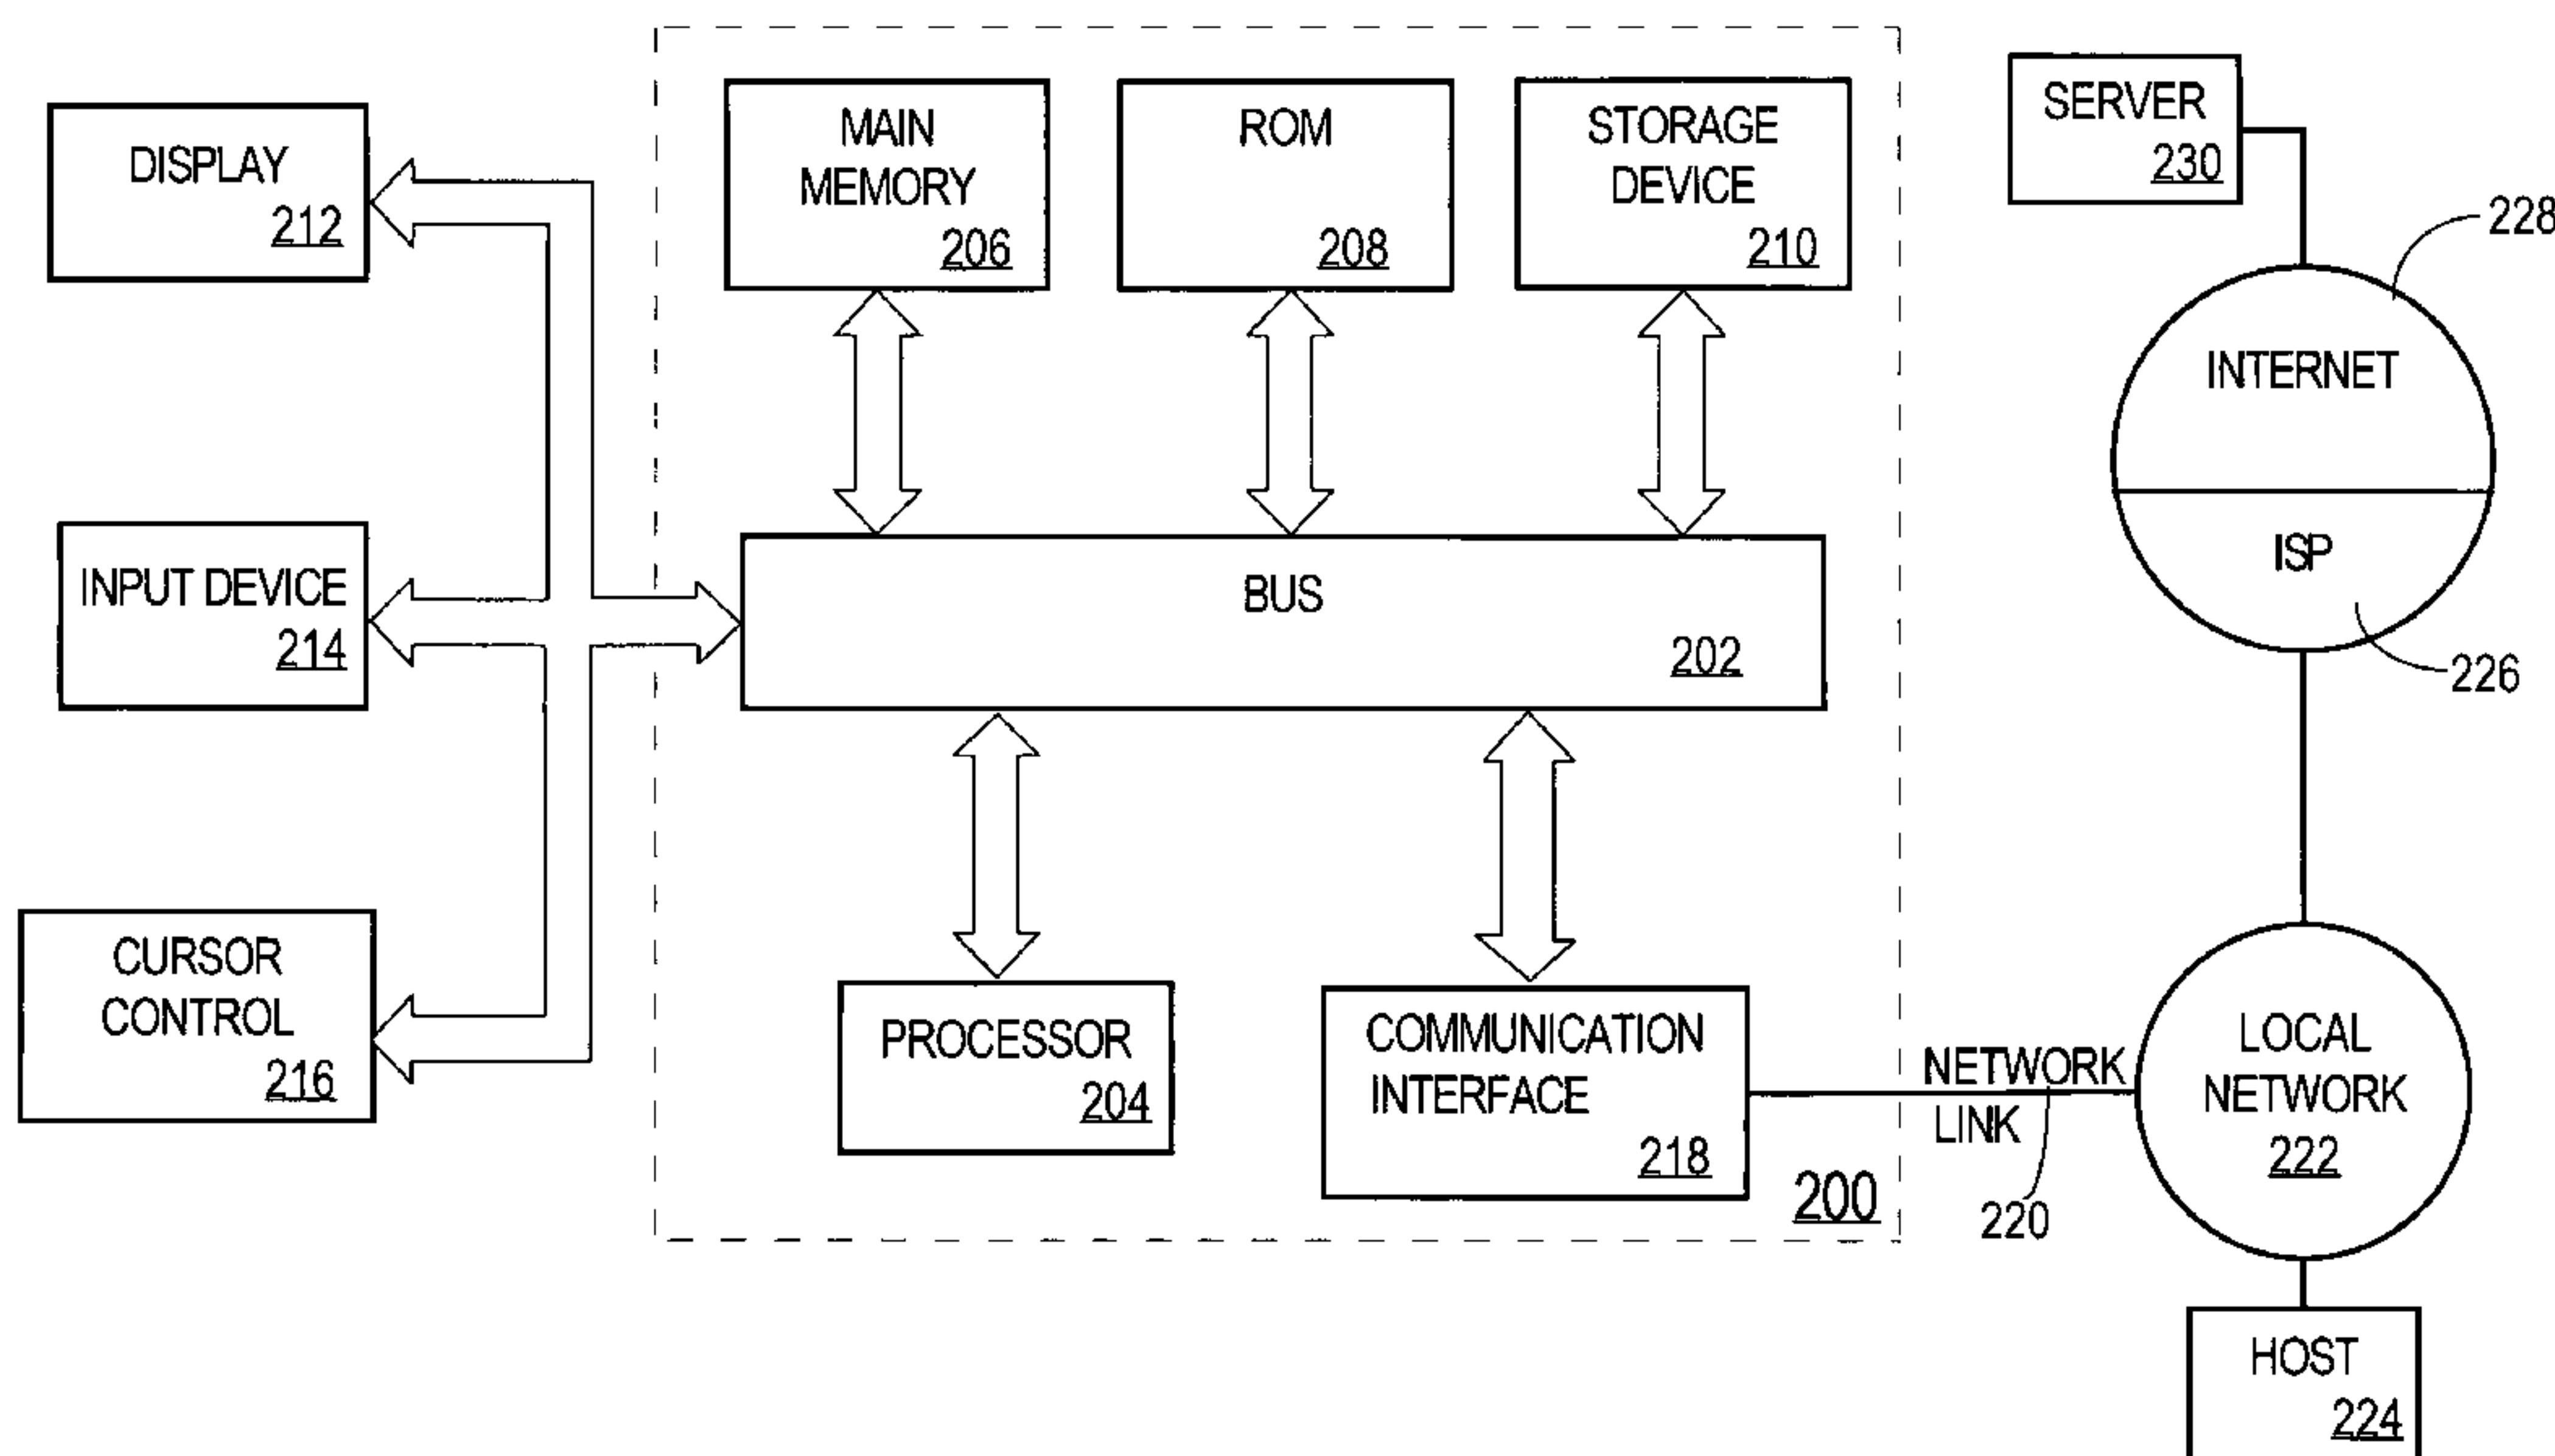 DISPLAY
212
INPUT DEVICE
214
CURSOR
CONTROL
216
MAIN
MEMORY
206
ROM
208
STORAGE
DEVICE
210
BUS
202
PROCESSOR
204
COMMUNICATION
INTERFACE
218
200
SERVER
230
228
INTERNET
ISP
226
NETWORK
LINK
220
LOCAL
NETWORK
222
HOST
224